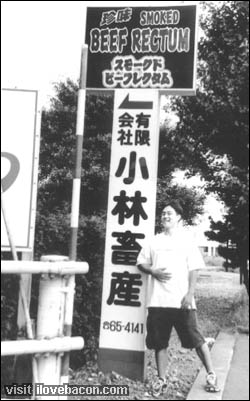 珍味 SMOKED
BEEF RECTUM
スモークド
ビーフレクタム
有限
会社
小林畜産
☎65-4141
visit ilovebacon.com